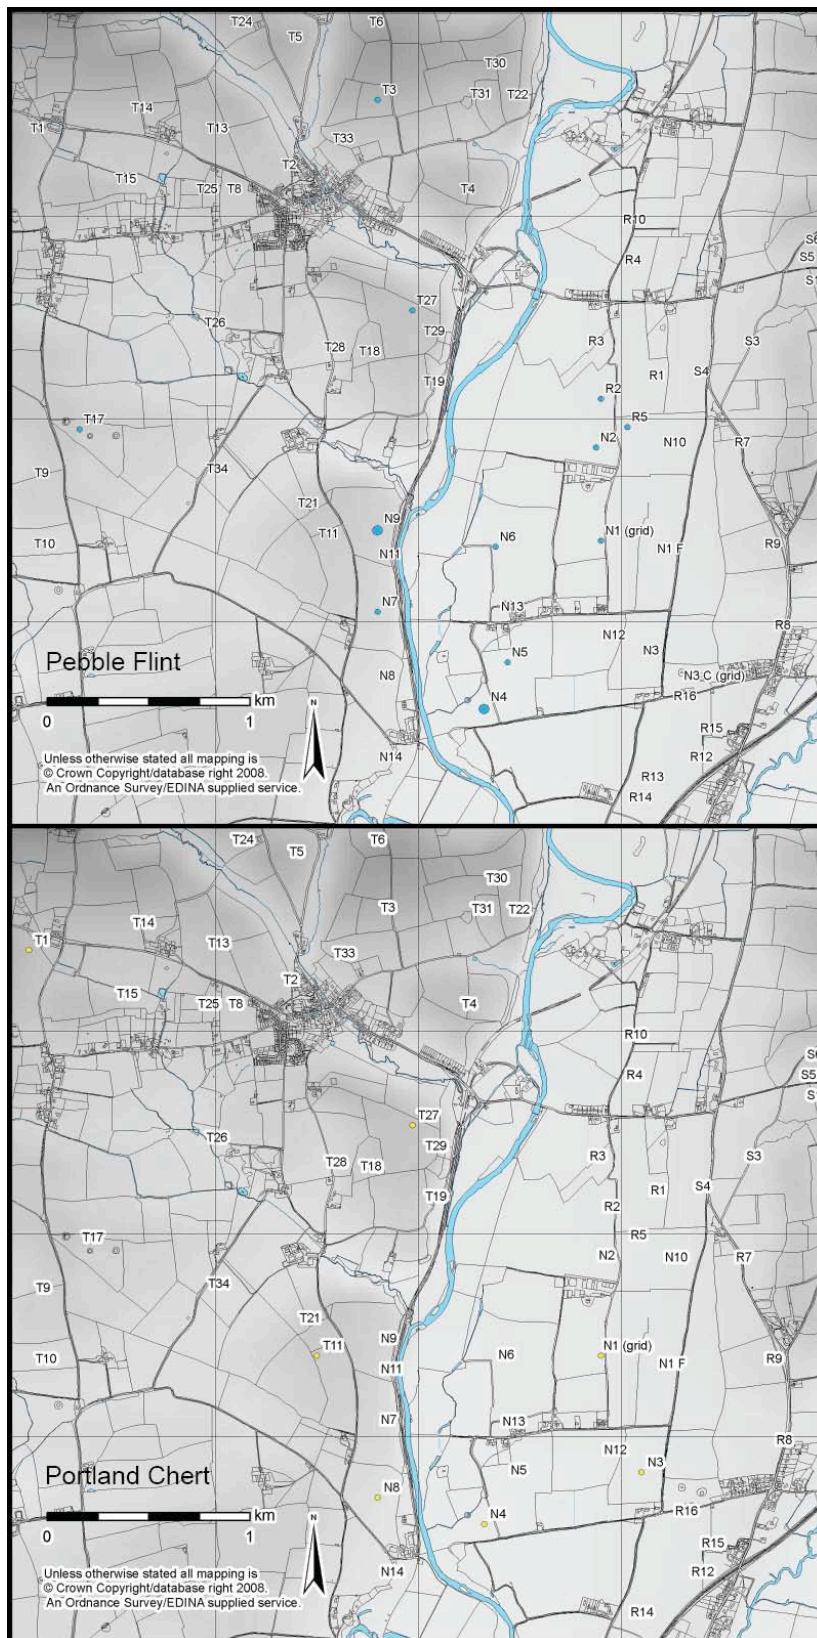 T24 T5 T6
T30
T3 T31 T22
T14
T1 T13 T33
T2
T15 T25 T8 T4
R10
S6
R4 S5
S1
T27
T26 T29 R3 S3
T28 T18
R1 S4
T19
R2
T17 R5
N2 N10 R7
T34
T9
T21
N9
T10 T11 N6 N1 (grid)
N11 N1 F R9
N7 N13
N12 R8
N5 N3
Pebble Flint N8 N3 C (grid)
km R16
N4
0 1 N
R15
Unless otherwise stated all mapping is N14 R12
© Crown Copyright/database right 2008.
An Ordnance Survey/EDINA supplied service. R13
R14
T24 T5 T6
T30
T3 T31 T22
T14
T1 T13 T33
T2
T15 T25 T8 T4
R10
S6
R4 S5
S1
T27
T26 T29 R3 S3
T28 T18
R1 S4
T19
R2
T17 R5
N2 N10 R7
T34
T9
T21
N9
T10 T11 N6 N1 (grid)
N11 N1 F R9
N7 N13
N12 R8
N5 N3
Portland Chert N8
km R16
N4
0 1 N
R15
Unless otherwise stated all mapping is N14 R12
© Crown Copyright/database right 2008.
An Ordnance Survey/EDINA supplied service.
R14